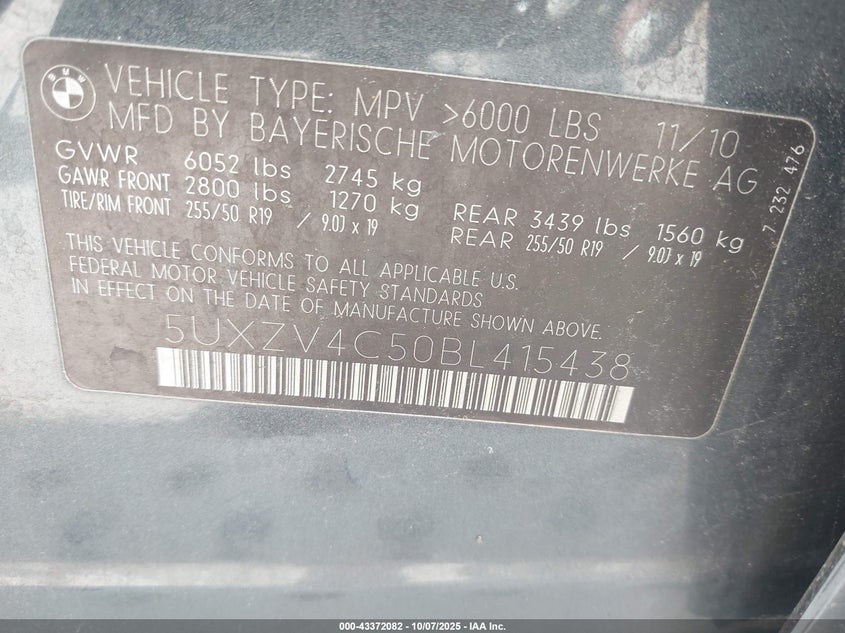 BMW
VEHICLE TYPE: MPV >6000 LBS 11/10
MFD BY BAYERISCHE MOTORENWERKE AG
GVWR 6052 lbs 2745 kg
GAWR FRONT 2800 lbs 1270 kg REAR 3439 lbs 1560 kg
TIRE/RIM FRONT 255/50 R19 / 9.0J x 19 REAR 255/50 R19 / 9.0J x 19
7 232 476
THIS VEHICLE CONFORMS TO ALL APPLICABLE U.S.
FEDERAL MOTOR VEHICLE SAFETY STANDARDS
IN EFFECT ON THE DATE OF MANUFACTURE SHOWN ABOVE.
5UXZV4C50BL415438
000-43372082 - 10/07/2025 - IAA Inc.